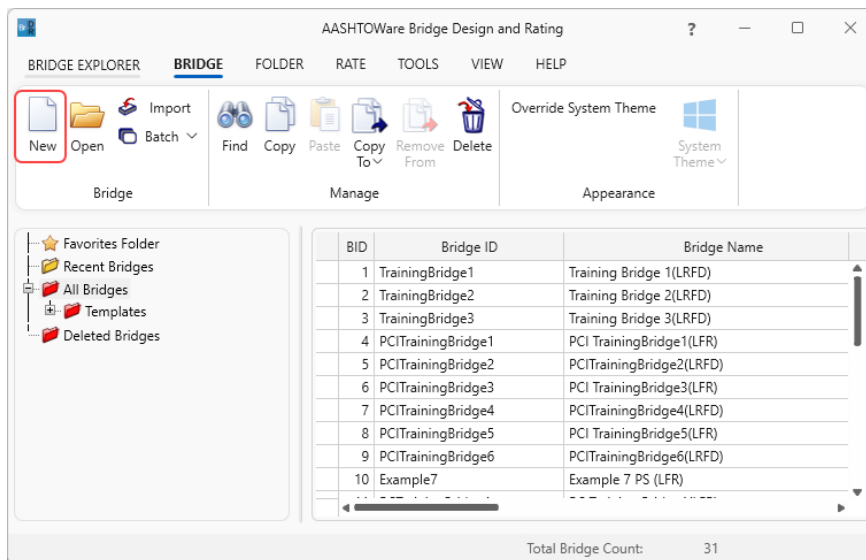 AASHTOWare Bridge Design and Rating
?
BRIDGE EXPLORER BRIDGE FOLDER RATE TOOLS VIEW HELP
New Open Import Batch Find Copy Paste Copy To Remove From Delete Override System Theme System Theme
Bridge Manage Appearance
Favorites Folder
Recent Bridges
All Bridges
Templates
Deleted Bridges
BID Bridge ID Bridge Name
1 TrainingBridge1 Training Bridge 1(LRFD)
2 TrainingBridge2 Training Bridge 2(LRFD)
3 TrainingBridge3 Training Bridge 3(LRFD)
4 PCITrainingBridge1 PCI TrainingBridge1(LFR)
5 PCITrainingBridge2 PCITrainingBridge2(LRFD)
6 PCITrainingBridge3 PCI TrainingBridge3(LFR)
7 PCITrainingBridge4 PCITrainingBridge4(LRFD)
8 PCITrainingBridge5 PCI TrainingBridge5(LFR)
9 PCITrainingBridge6 PCITrainingBridge6(LRFD)
10 Example7 Example 7 PS (LFR)
Total Bridge Count: 31